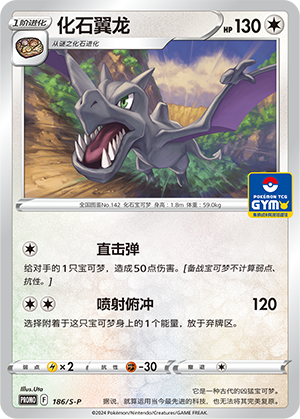 1阶进化
化石翼龙
HP 130
从谜之化石进化
全国图鉴No.142 化石宝可梦 身高：1.8m 体重：59.0kg
POKÉMON TCG
GYM
直击弹
给对手的1只宝可梦，造成50点伤害。[备战宝可梦不计算弱点、
抗性。]
喷射俯冲 120
选择附着于这只宝可梦身上的1个能量，放于弃牌区。
弱点 ×2 抗性 -30 撤退
Illus.Uta
PROMO F 186/S-P
它是一种古代的凶猛宝可梦。
据说，就算运用当今最先进的科技，也无法将其完美复原。
©2024 Pokémon/Nintendo/Creatures/GAME FREAK.